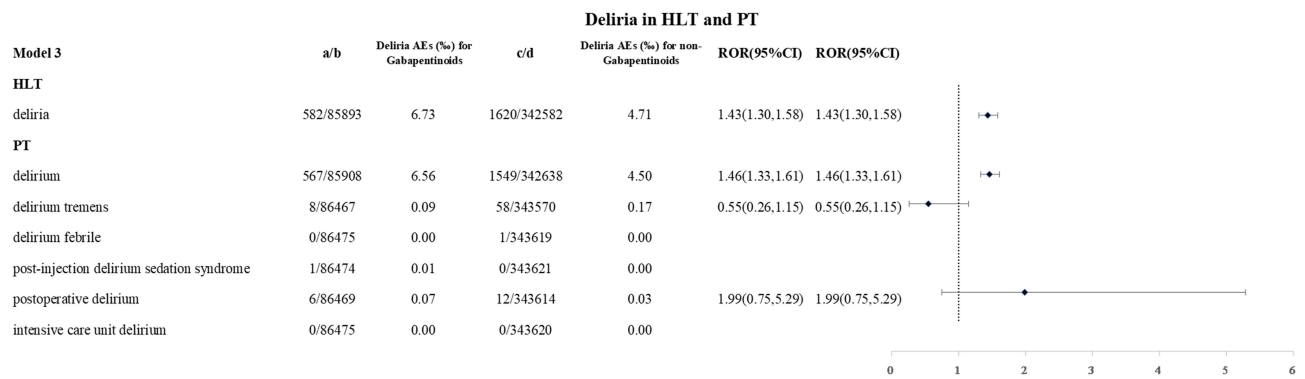 Deliria in HLT and PT
Model 3 a/b Deliria AEs (‰) for Gabapentinoids c/d Deliria AEs (‰) for non-Gabapentinoids ROR(95%CI) ROR(95%CI)
HLT
deliria 582/85893 6.73 1620/342582 4.71 1.43(1.30,1.58) 1.43(1.30,1.58)
PT
delirium 567/85908 6.56 1549/342638 4.50 1.46(1.33,1.61) 1.46(1.33,1.61)
delirium tremens 8/86467 0.09 58/343570 0.17 0.55(0.26,1.15) 0.55(0.26,1.15)
delirium febrile 0/86475 0.00 1/343619 0.00
post-injection delirium sedation syndrome 1/86474 0.01 0/343621 0.00
postoperative delirium 6/86469 0.07 12/343614 0.03 1.99(0.75,5.29) 1.99(0.75,5.29)
intensive care unit delirium 0/86475 0.00 0/343620 0.00
0 1 2 3 4 5 6